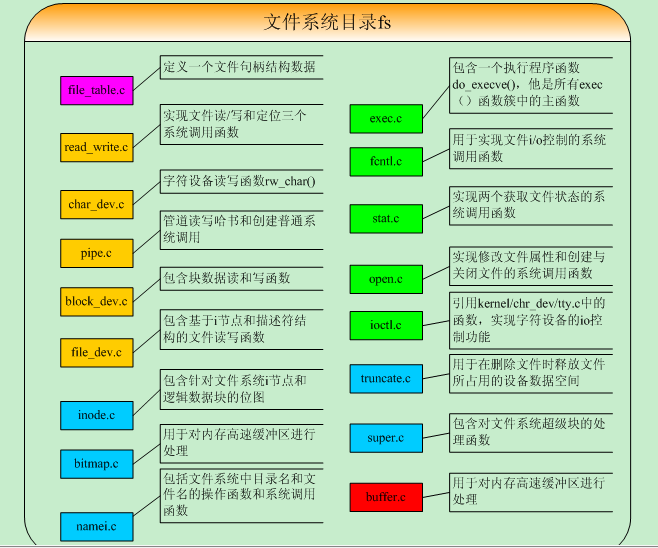 文件系统目录fs
file_table.c
定义一个文件句柄结构数据
read_write.c
实现文件读/写和定位三个
系统调用函数
char_dev.c
字符设备读写函数rw_char()
pipe.c
管道读写哈书和创建普通系
统调用
block_dev.c
包含块数据读和写函数
file_dev.c
包含基于i节点和描述符结
构的文件读写函数
inode.c
包含针对文件系统i节点和
逻辑数据块的位图
bitmap.c
用于对内存高速缓冲区进行
处理
namei.c
包括文件系统中目录名和文
件名的操作函数和系统调用
函数
exec.c
包含一个执行程序函数
do_execve(),他是所有exec
()函数簇中的主函数
fcntl.c
用于实现文件i/o控制的系统
调用函数
stat.c
实现两个获取文件状态的系
统调用函数
open.c
实现修改文件属性和创建与
关闭文件的系统调用函数
ioctl.c
引用kernel/chr_dev/tty.c中的
函数，实现字符设备的io控
制功能
truncate.c
用于在删除文件时释放文件
所占用的设备数据空间
super.c
包含对文件系统超级块的处
理函数
buffer.c
用于对内存高速缓冲区进行
处理